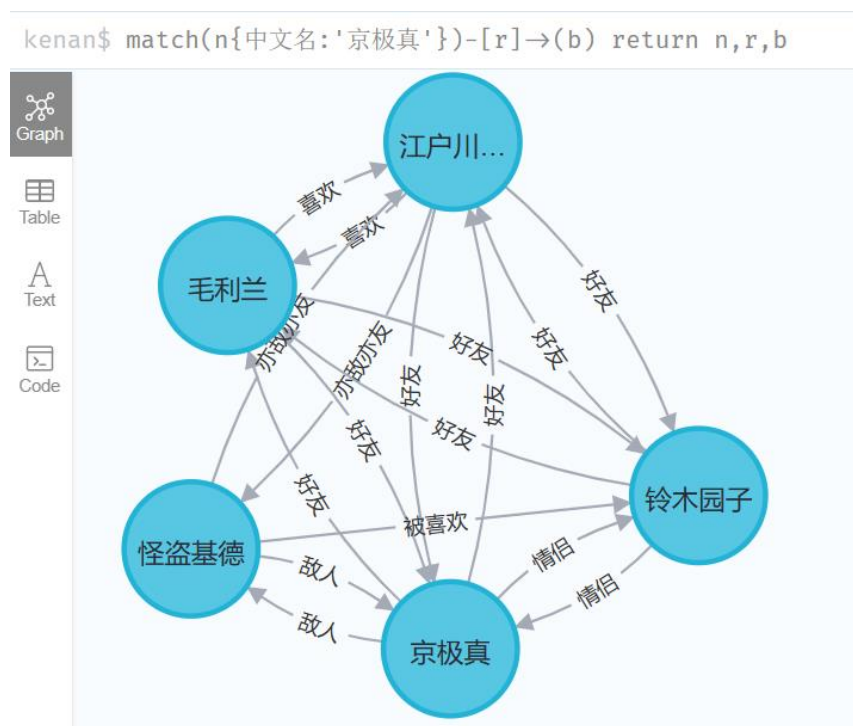 kenan$ match(n{中文名:'京极真'})-[r]→(b) return n,r,b
Graph
Table
Text
Code
江户川...
喜欢
喜欢
毛利兰
好友
亦敌亦友
亦敌亦友
好友
好友
好友
好友
好友
好友
好友
铃木园子
怪盗基德
被喜欢
敌人
情侣
情侣
敌人
京极真